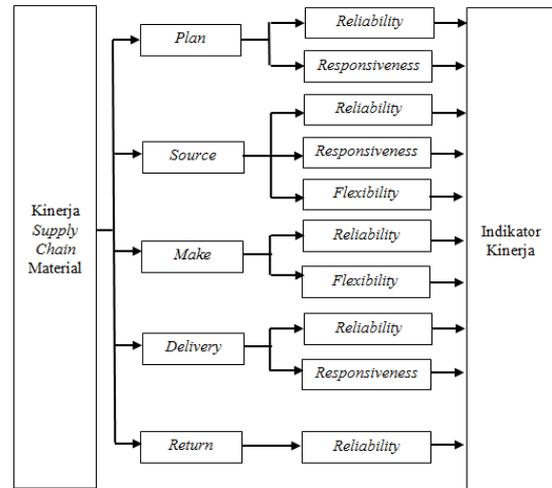 Kinerja
Supply
Chain
Material
Plan
Reliability
Responsiveness
Source
Reliability
Responsiveness
Flexibility
Make
Reliability
Flexibility
Delivery
Reliability
Responsiveness
Return
Reliability
Indikator
Kinerja